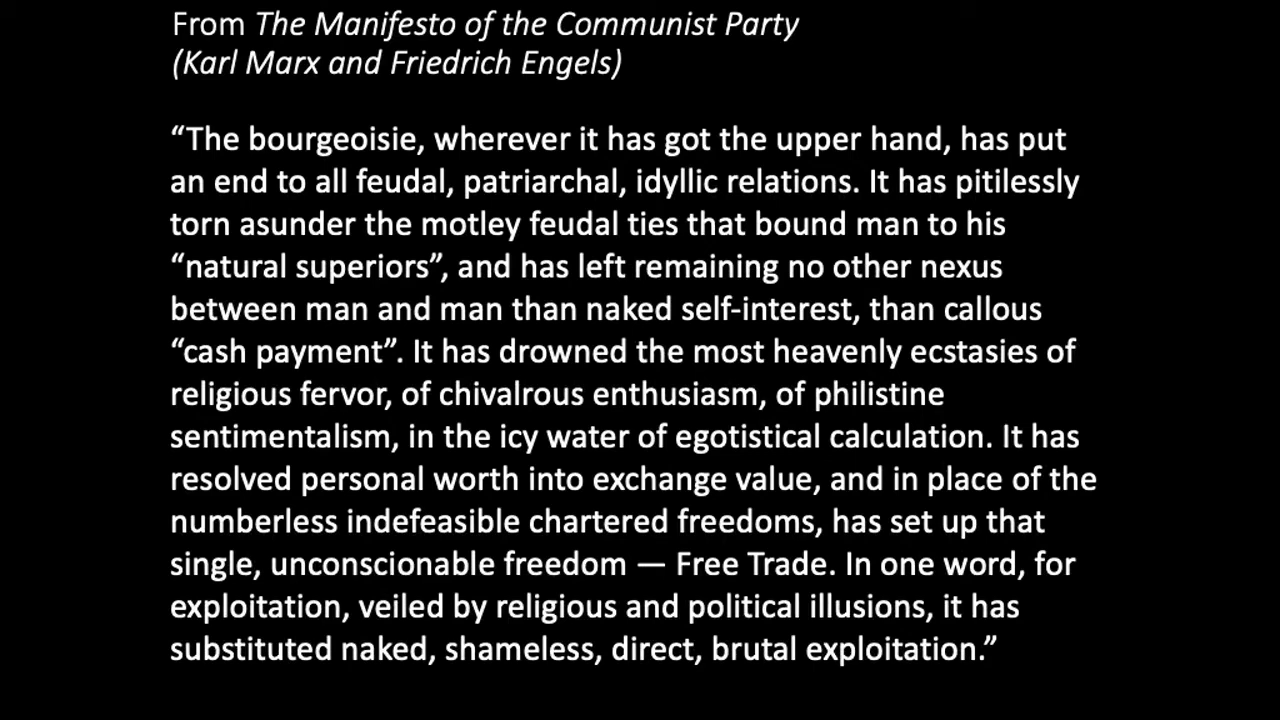 From The Manifesto of the Communist Party
(Karl Marx and Friedrich Engels)
“The bourgeoisie, wherever it has got the upper hand, has put
an end to all feudal, patriarchal, idyllic relations. It has pitilessly
torn asunder the motley feudal ties that bound man to his
“natural superiors”, and has left remaining no other nexus
between man and man than naked self-interest, than callous
“cash payment”. It has drowned the most heavenly ecstasies of
religious fervor, of chivalrous enthusiasm, of philistine
sentimentalism, in the icy water of egotistical calculation. It has
resolved personal worth into exchange value, and in place of the
numberless indefeasible chartered freedoms, has set up that
single, unconscionable freedom — Free Trade. In one word, for
exploitation, veiled by religious and political illusions, it has
substituted naked, shameless, direct, brutal exploitation.”